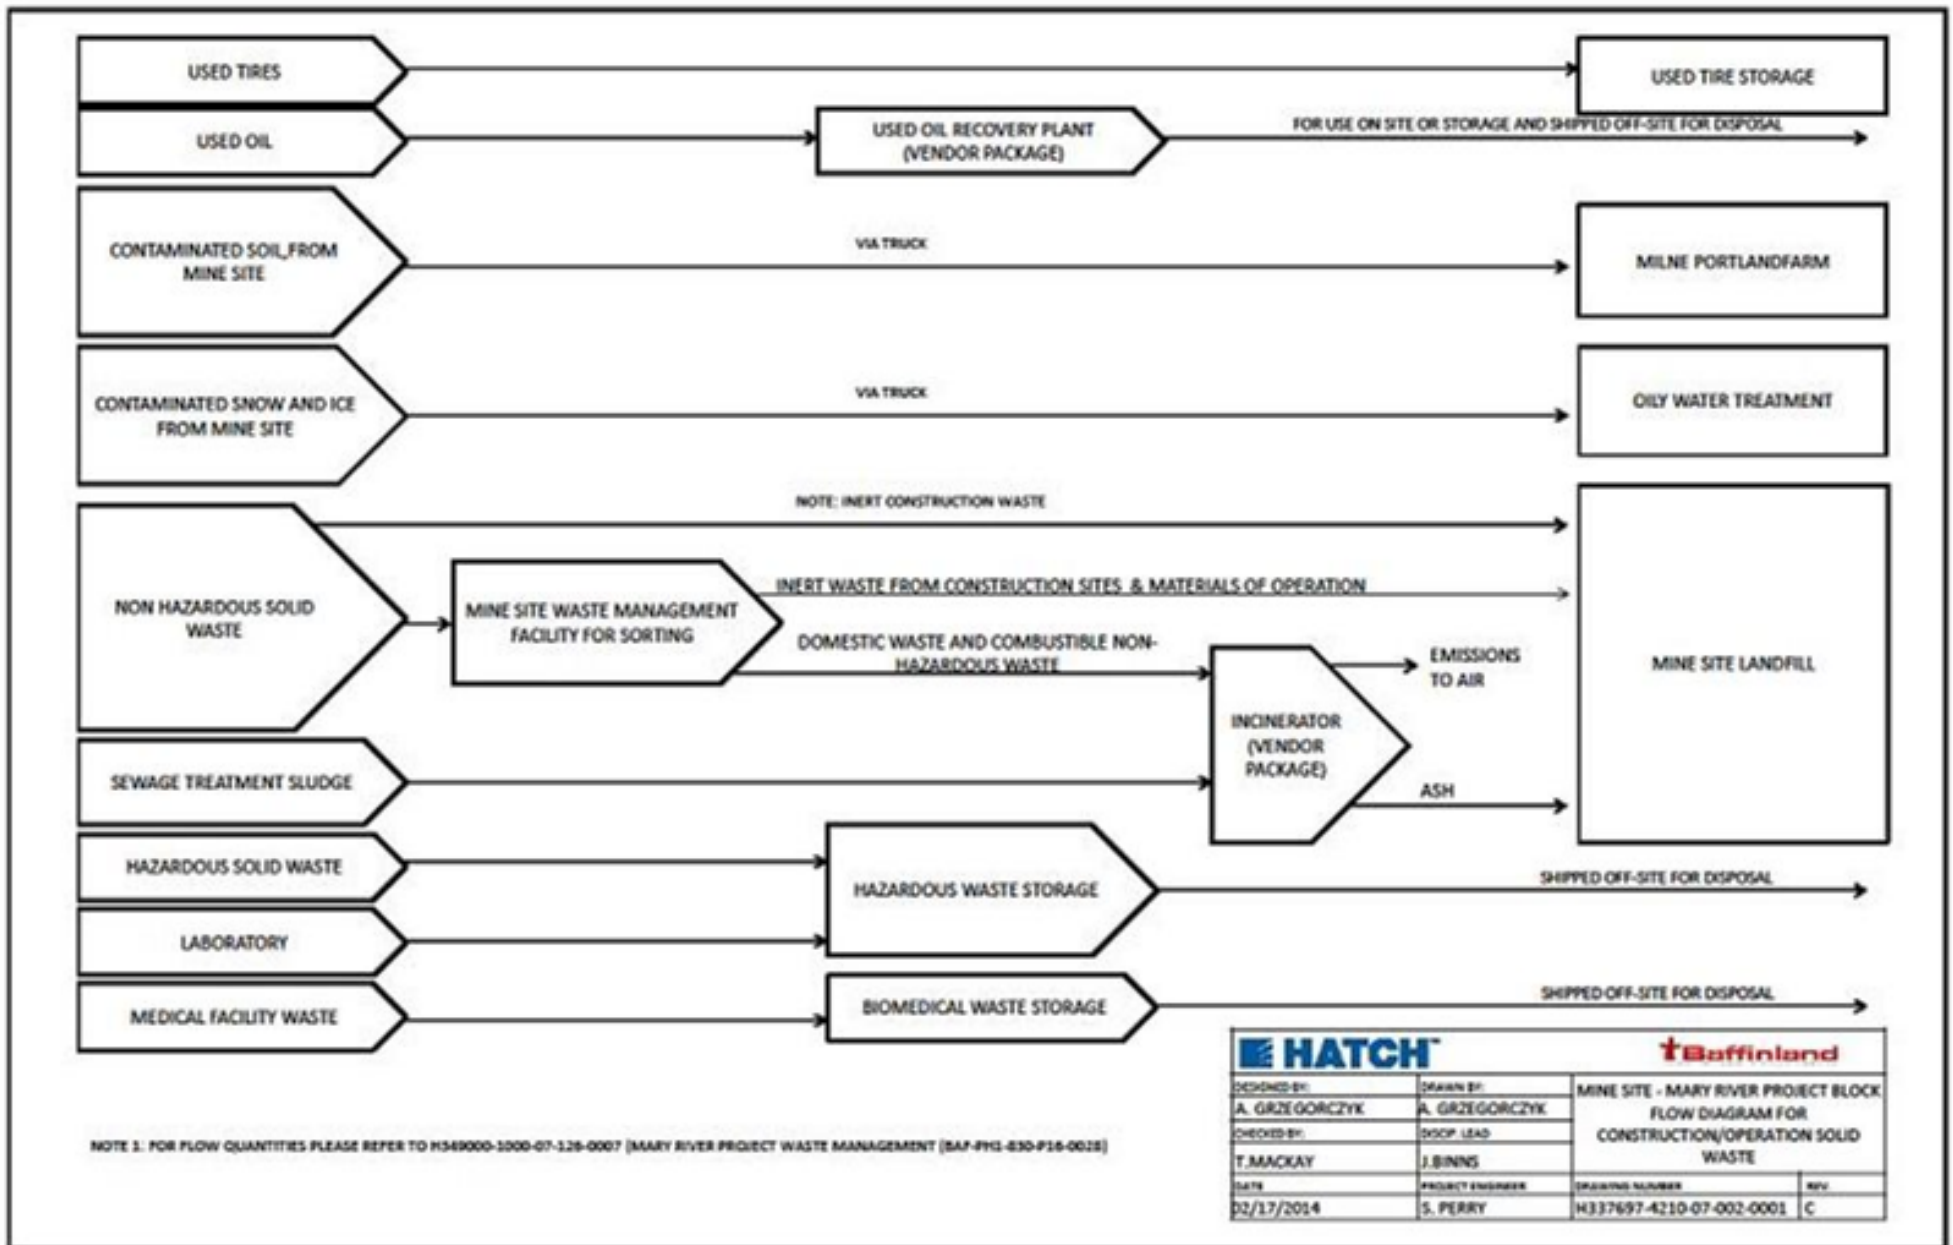 USED TIRES
USED TIRE STORAGE
USED OIL
USED OIL RECOVERY PLANT
(VENDOR PACKAGE)
FOR USE ON SITE OR STORAGE AND SHIPPED OFF-SITE FOR DISPOSAL
CONTAMINATED SOIL,FROM
MINE SITE
VIA TRUCK
MILNE PORTLANDFARM
CONTAMINATED SNOW AND ICE
FROM MINE SITE
VIA TRUCK
OILY WATER TREATMENT
NOTE: INERT CONSTRUCTION WASTE
NON HAZARDOUS SOLID
WASTE
MINE SITE WASTE MANAGEMENT
FACILITY FOR SORTING
INERT WASTE FROM CONSTRUCTION SITES & MATERIALS OF OPERATION
DOMESTIC WASTE AND COMBUSTIBLE NON-
HAZARDOUS WASTE
INCINERATOR
(VENDOR
PACKAGE)
EMISSIONS
TO AIR
ASH
MINE SITE LANDFILL
SEWAGE TREATMENT SLUDGE
HAZARDOUS SOLID WASTE
LABORATORY
HAZARDOUS WASTE STORAGE
SHIPPED OFF-SITE FOR DISPOSAL
MEDICAL FACILITY WASTE
BIOMEDICAL WASTE STORAGE
SHIPPED OFF-SITE FOR DISPOSAL
NOTE 1: FOR FLOW QUANTITIES PLEASE REFER TO H349000-1000-07-126-0007 (MARY RIVER PROJECT WASTE MANAGEMENT (BAF-PH1-830-P16-0028)
HATCH™
Baffinland
DESIGNED BY:
A. GRZEGORCZYK
DRAWN BY:
A. GRZEGORCZYK
CHECKED BY:
T.MACKAY
DISCIP. LEAD
J.BINNS
DATE
02/17/2014
PROJECT ENGINEER
S. PERRY
MINE SITE - MARY RIVER PROJECT BLOCK
FLOW DIAGRAM FOR
CONSTRUCTION/OPERATION SOLID
WASTE
DRAWING NUMBER
H337697-4210-07-002-0001
REV.
C